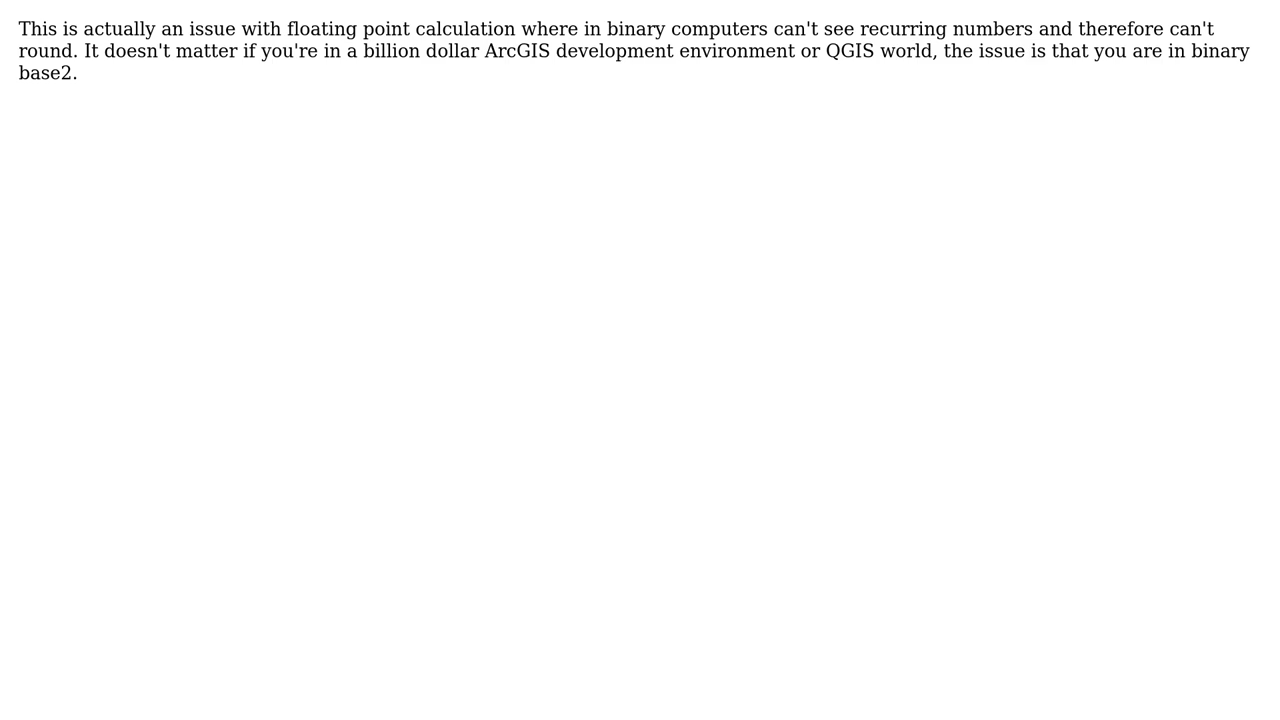 This is actually an issue with floating point calculation where in binary computers can't see recurring numbers and therefore can't
round. It doesn't matter if you're in a billion dollar ArcGIS development environment or QGIS world, the issue is that you are in binary
base2.